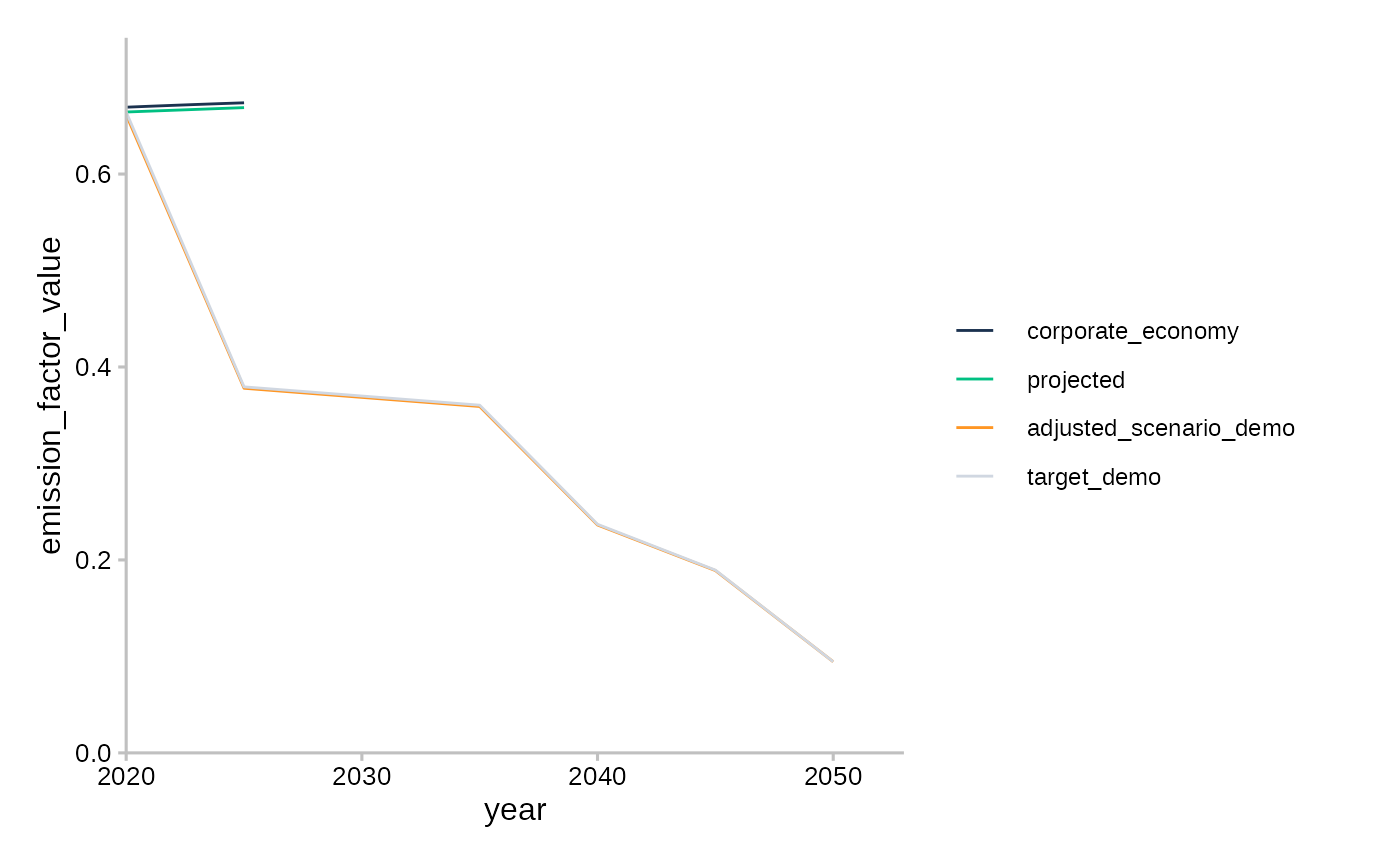 emission_factor_value
0.6
0.4
0.2
0.0
2020
2030
2040
2050
year
corporate_economy
projected
adjusted_scenario_demo
target_demo